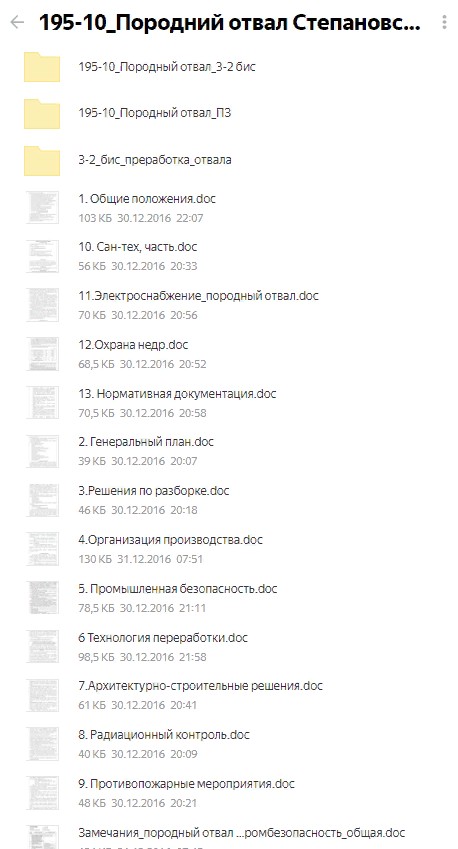 195-10_Породний отвал Степановс...
195-10_Породный отвал_3-2 бис
195-10_Породный отвал_ПЗ
3-2_бис_преработка_отвала
1. Общие положения.doc
103 КБ 30.12.2016 22:07
10. Сан-тех, часть.doc
56 КБ 30.12.2016 20:33
11.Электроснабжение_породный отвал.doc
70 КБ 30.12.2016 20:56
12.Охрана недр.doc
68,5 КБ 30.12.2016 20:52
13. Нормативная документация.doc
70,5 КБ 30.12.2016 20:58
2. Генеральный план.doc
39 КБ 30.12.2016 20:07
3.Решения по разборке.doc
46 КБ 30.12.2016 20:18
4.Организация производства.doc
130 КБ 31.12.2016 07:51
5. Промышленная безопасность.doc
78,5 КБ 30.12.2016 21:11
6 Технология переработки.doc
98,5 КБ 30.12.2016 21:58
7.Архитектурно-строительные решения.doc
61 КБ 30.12.2016 20:41
8. Радиационный контроль.doc
40 КБ 30.12.2016 20:09
9. Противопожарные мероприятия.doc
48 КБ 30.12.2016 20:21
Замечания_породный отвал ...ромбезопасность_общая.doc